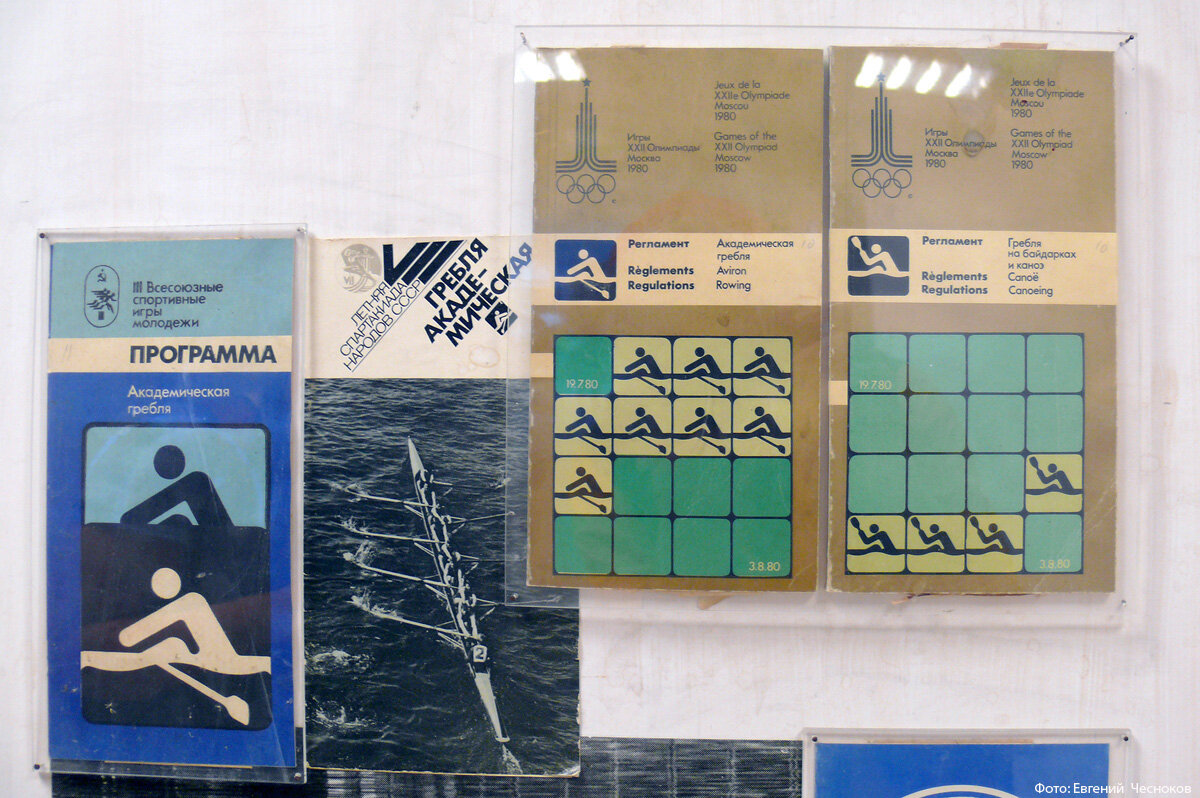 III Всесоюзные
спортивные
игры
молодежи
ПРОГРАММА
Академическая
гребля
VII
ЛЕТНЯЯ
СПАРТАКИАДА
НАРОДОВ СССР
ГРЕБЛЯ
АКАДЕ-
МИЧЕСКАЯ
2
Jeux de la
XXIIe Olympiade
Moscou
1980
Игры
XXII Олимпиады
Москва
1980
Games of the
XXII Olympiad
Moscow
1980
Регламент
Règlements
Regulations
Академическая
гребля
Aviron
Rowing
19.7.80
3.8.80
Jeux de la
XXIIe Olympiade
Moscou
1980
Игры
XXII Олимпиады
Москва
1980
Games of the
XXII Olympiad
Moscow
1980
Регламент
Règlements
Regulations
Гребля
на байдарках
и каноэ
Canoë
Canoeing
19.7.80
3.8.80
Фото: Евгений Чесноков